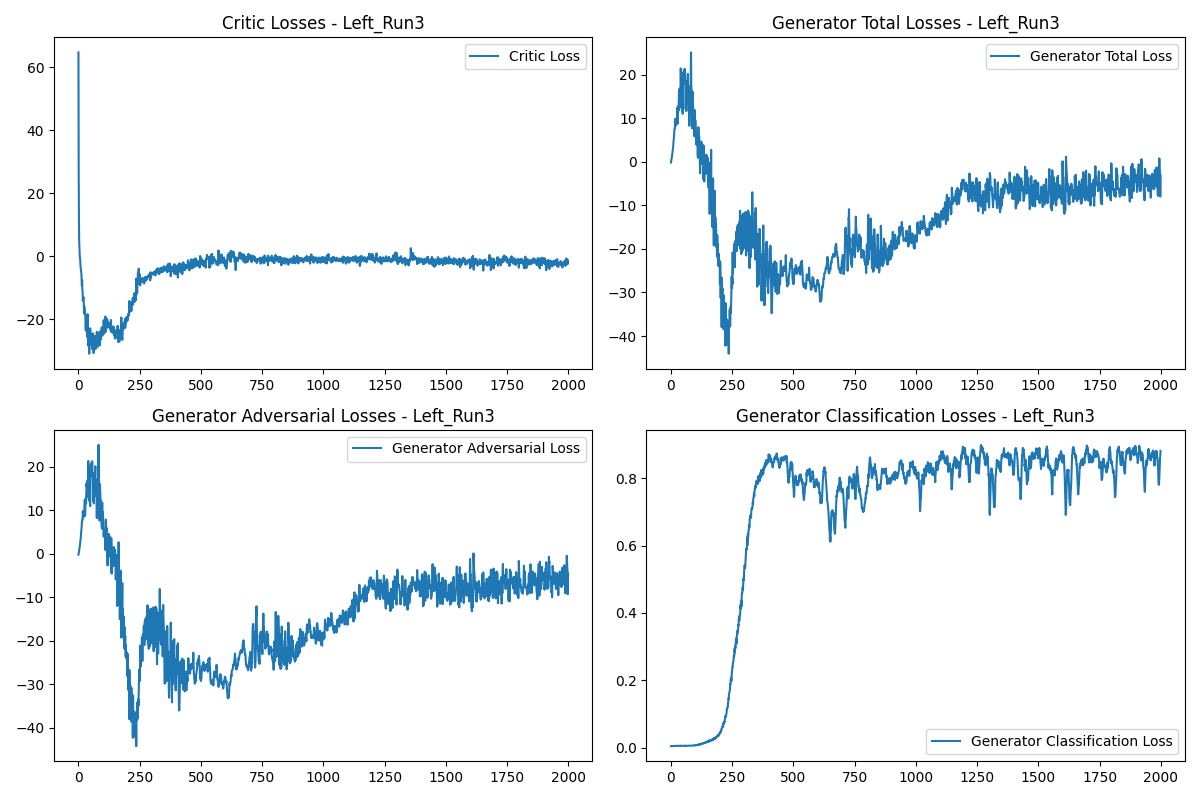 Critic Losses - Left_Run3
Critic Loss
60
40
20
0
−20
0 250 500 750 1000 1250 1500 1750 2000
Generator Total Losses - Left_Run3
Generator Total Loss
20
10
0
−10
−20
−30
−40
0 250 500 750 1000 1250 1500 1750 2000
Generator Adversarial Losses - Left_Run3
Generator Adversarial Loss
20
10
0
−10
−20
−30
−40
0 250 500 750 1000 1250 1500 1750 2000
Generator Classification Losses - Left_Run3
0.8
0.6
0.4
0.2
0.0
Generator Classification Loss
0 250 500 750 1000 1250 1500 1750 2000